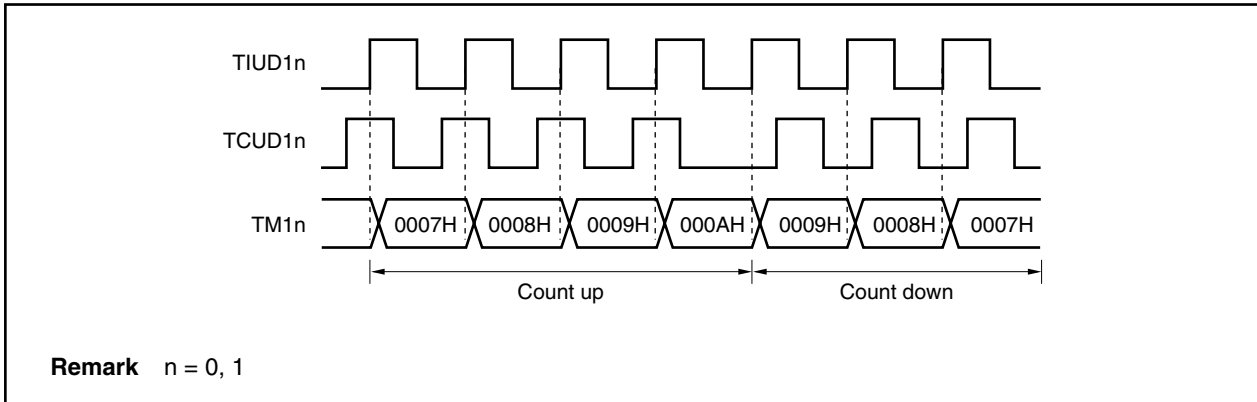 TIUD1n
TCUD1n
TM1n 0007H 0008H 0009H 000AH 0009H 0008H 0007H
Count up Count down
Remark n = 0, 1